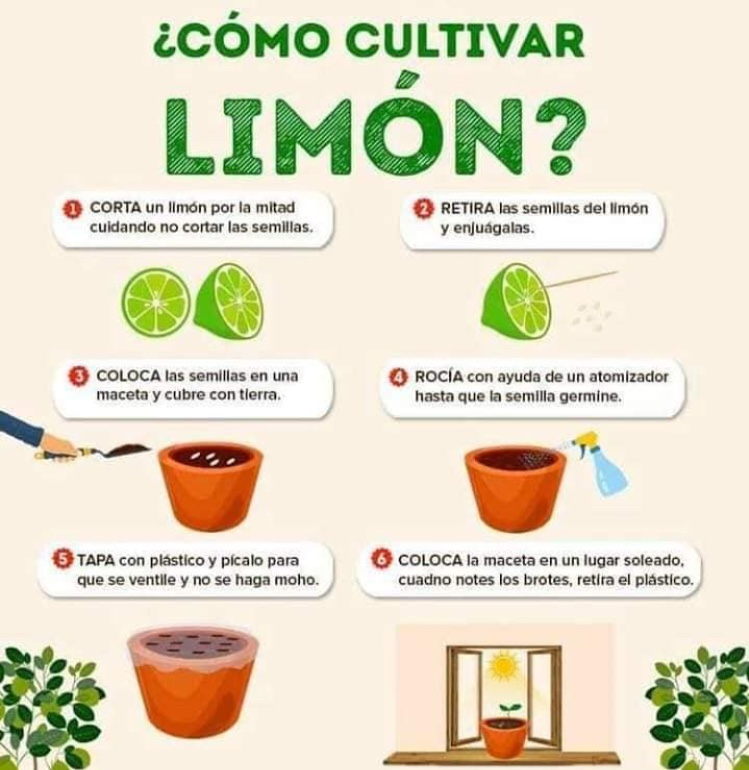 ¿CÓMO CULTIVAR
LIMÓN?
1 CORTA un limón por la mitad
cuidando no cortar las semillas.
2 RETIRA las semillas del limón
y enjuágalas.
3 COLOCA las semillas en una
maceta y cubre con tierra.
4 ROCÍA con ayuda de un atomizador
hasta que la semilla germine.
5 TAPA con plástico y pícalo para
que se ventile y no se haga moho.
6 COLOCA la maceta en un lugar soleado,
cuadno notes los brotes, retira el plástico.